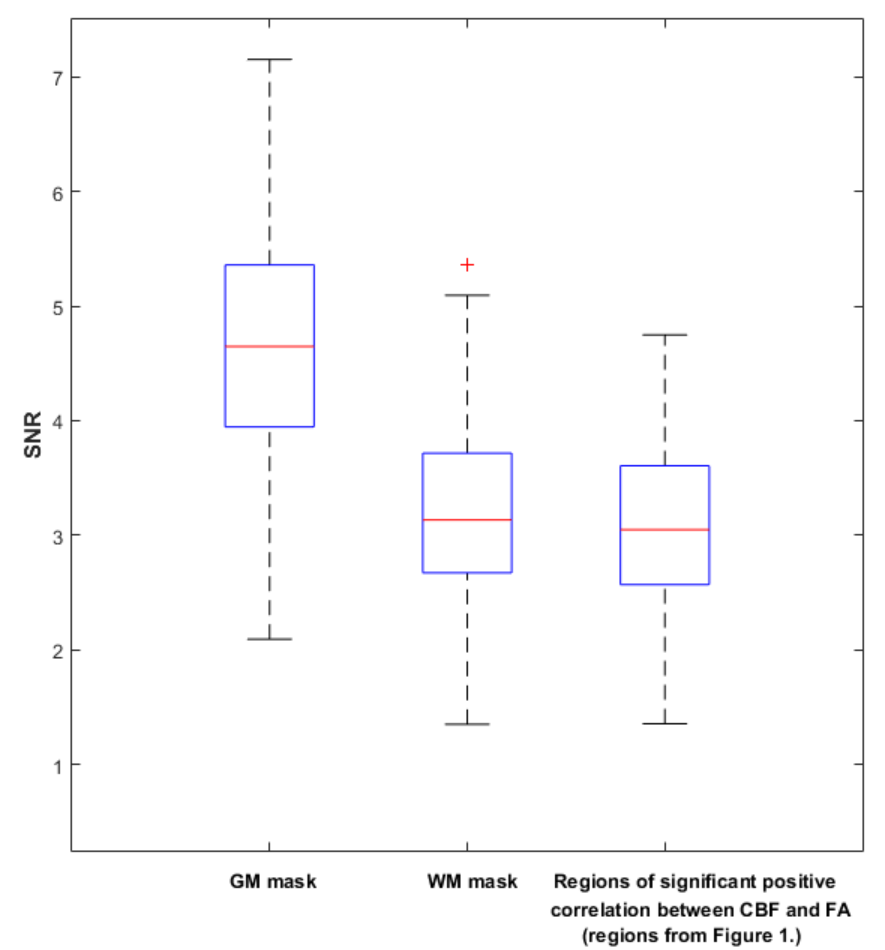 7
6
5
4
3
2
1
SNR
GM mask
WM mask
Regions of significant positive
correlation between CBF and FA
(regions from Figure 1.)